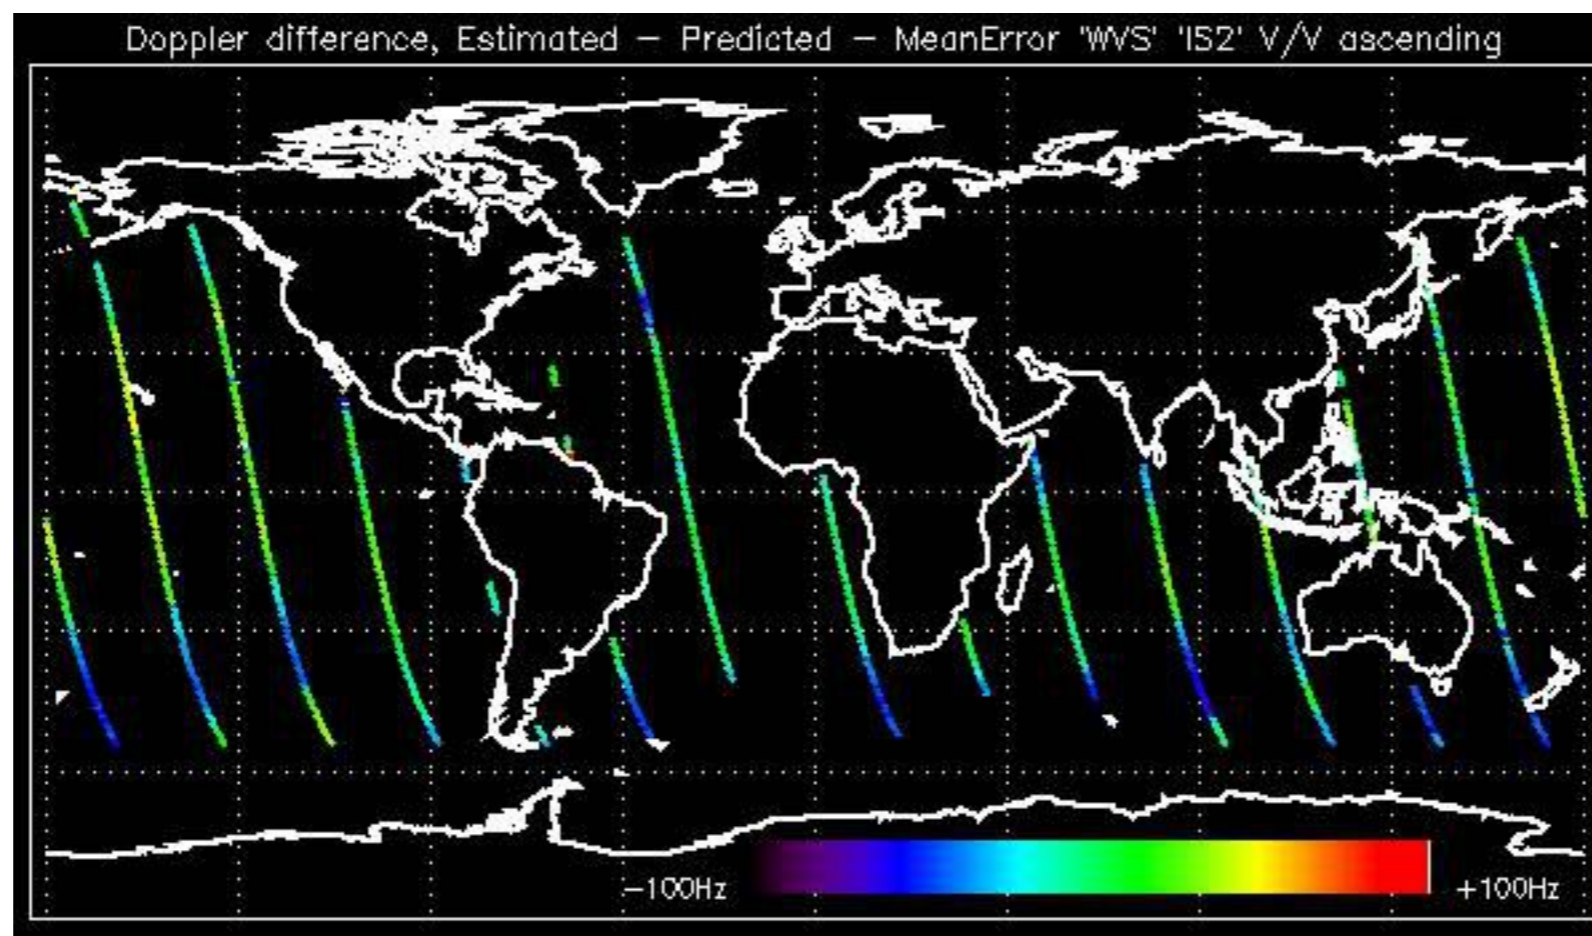 Doppler difference, Estimated – Predicted – MeanError 'WVS' 'IS2' V/V ascending
–100Hz
+100Hz